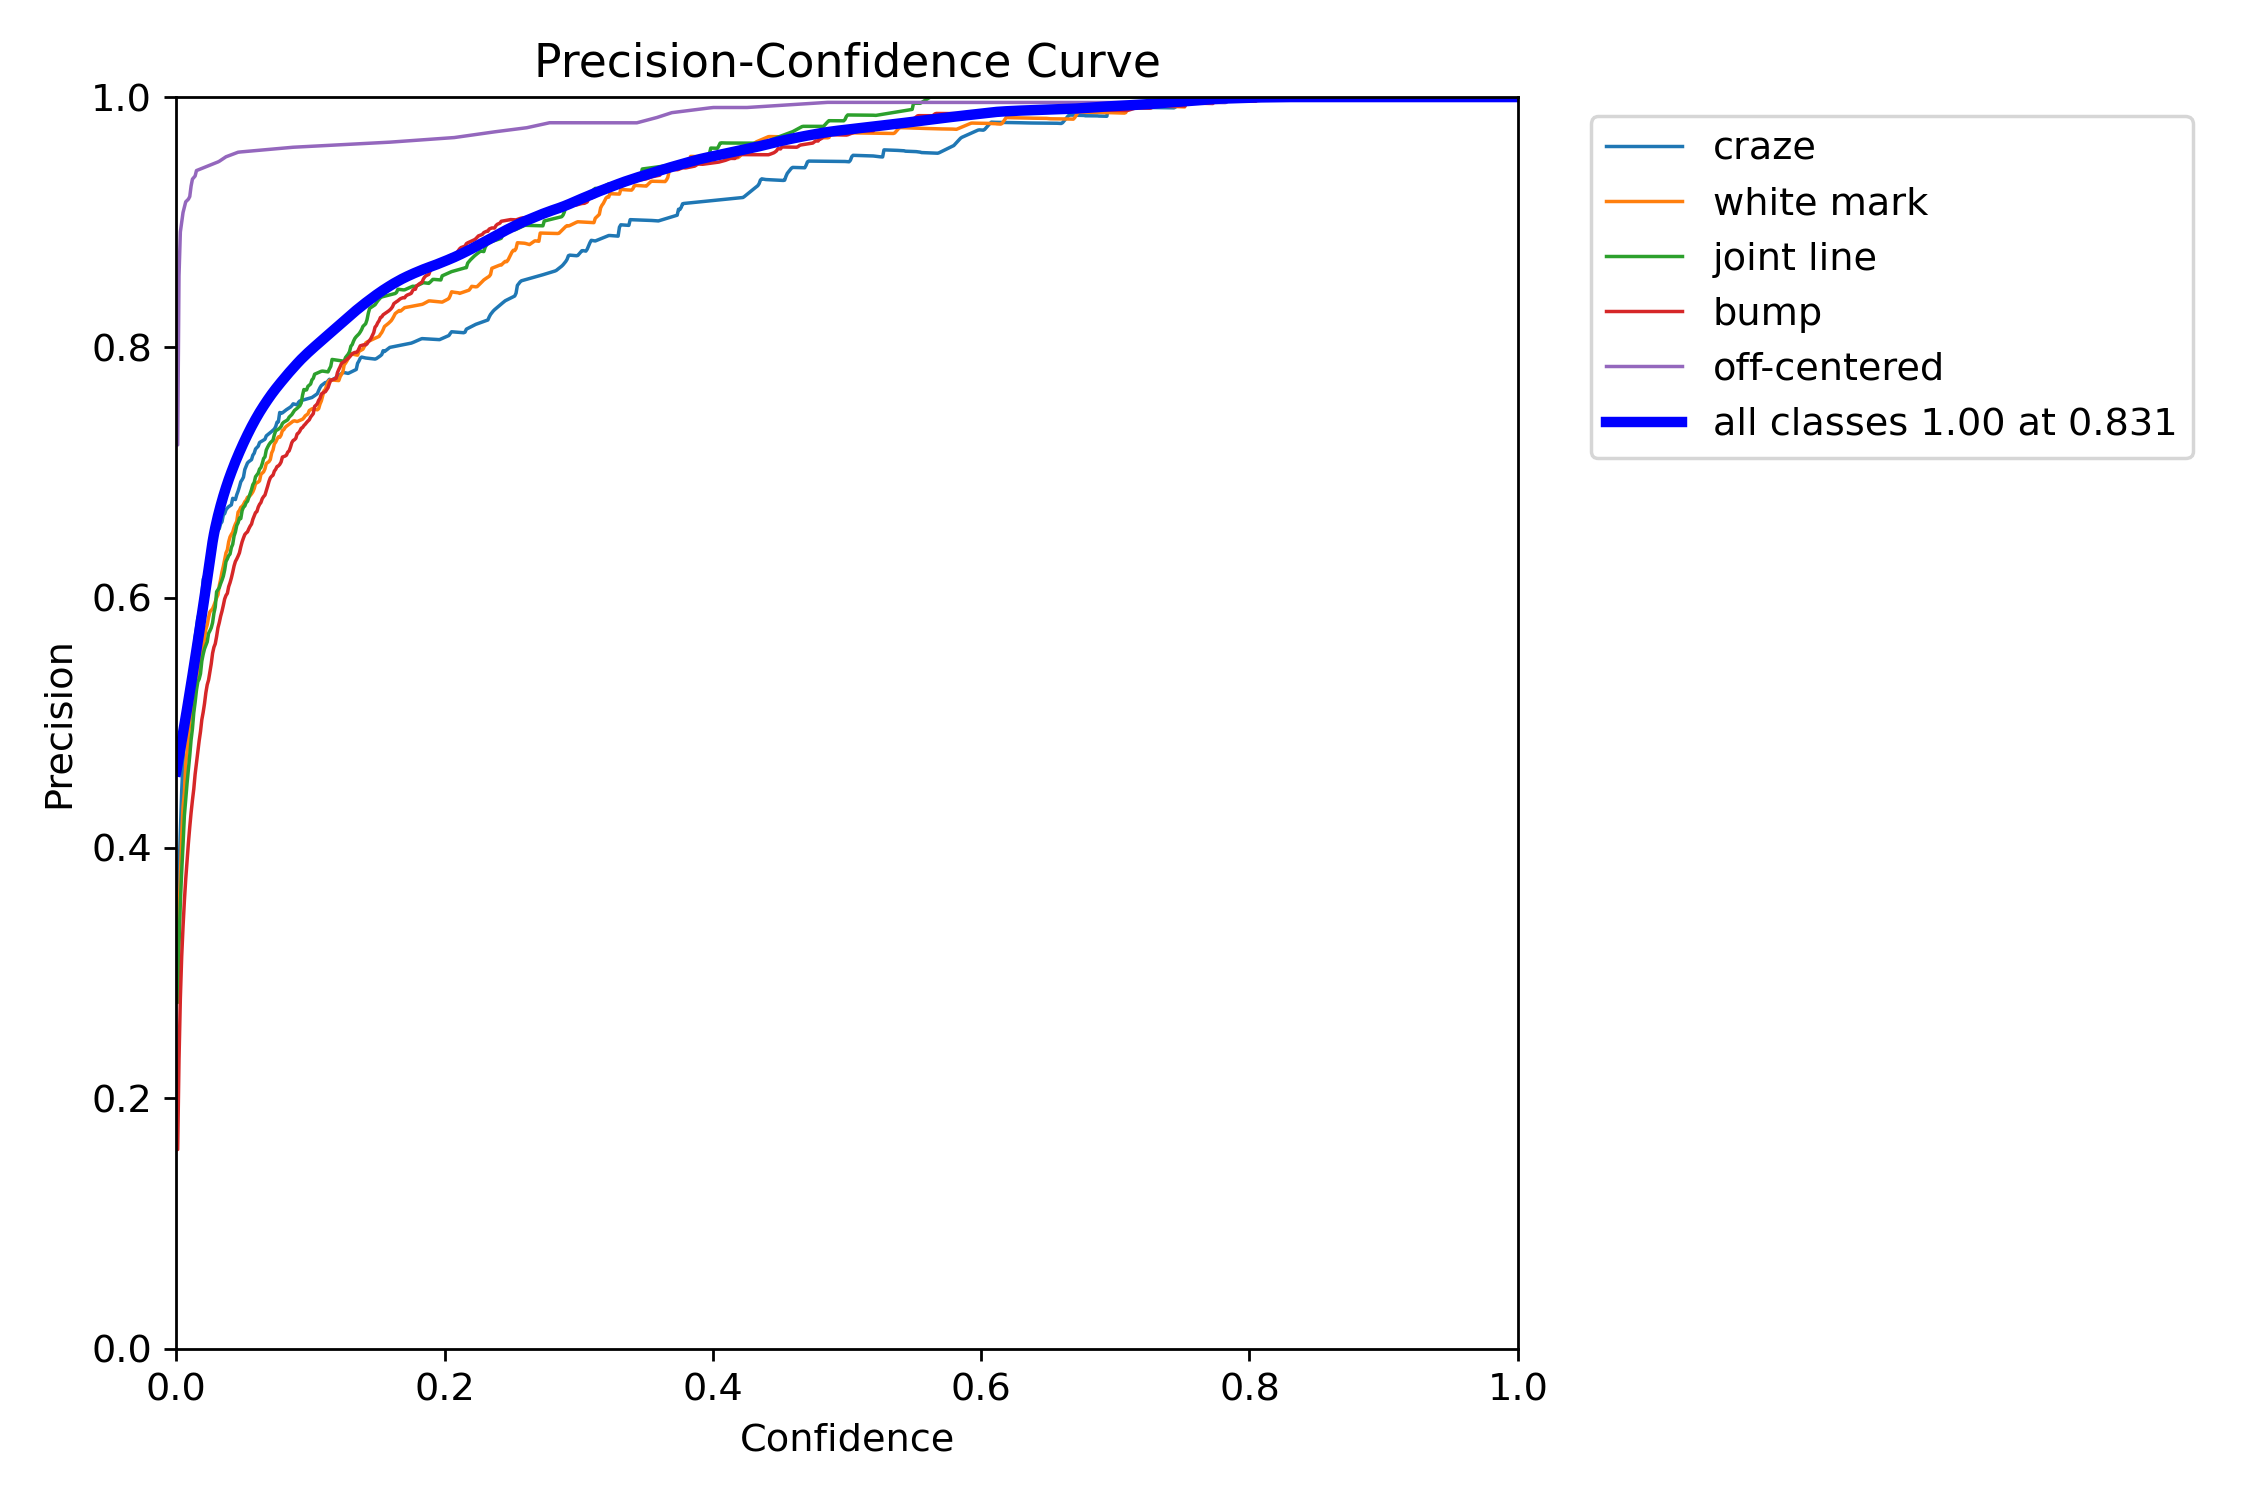 Precision-Confidence Curve
1.0
0.8
0.6
0.4
0.2
0.0
Precision
0.0 0.2 0.4 0.6 0.8 1.0
Confidence
craze
white mark
joint line
bump
off-centered
all classes 1.00 at 0.831